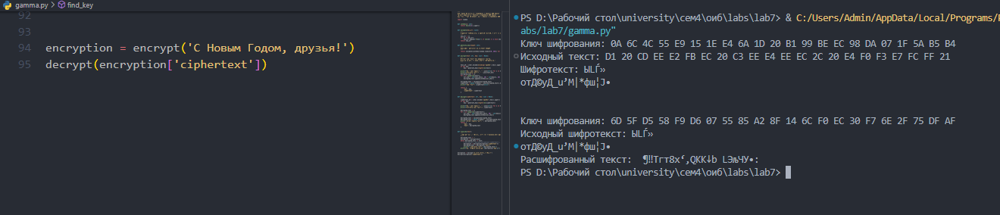 gamma.py > find_key
92
93
94 encryption = encrypt('С Новым Годом, друзья!')
95 decrypt(encryption['ciphertext'])
PS D:\Рабочий стол\university\сем4\оиб\labs\lab7> & C:/Users/Admin/AppData/Local/Programs/
abs/lab7/gamma.py"
Ключ шифрования: 0A 6C 4C 55 E9 15 1E E4 6A 1D 20 B1 99 BE EC 98 DA 07 1F 5A B5 B4
Исходный текст: D1 20 CD EE E2 FB EC 20 C3 EE E4 EE EC 2C 20 E4 F0 F3 E7 FC FF 21
Шифротекст: ЫLЃ»
отД©уД_u’M|*фш¦J•
Ключ шифрования: 6D 5F D5 58 F9 D6 07 55 85 A2 8F 14 6C F0 EC 30 F7 6E 2F 75 DF AF
Исходный шифротекст: ЫLЃ»
отД©уД_u’M|*фш¦J•
Расшифрованный текст: ¶‼Tгт8x‘,QKK↓b LЭљЧУ•:
PS D:\Рабочий стол\university\сем4\оиб\labs\lab7>